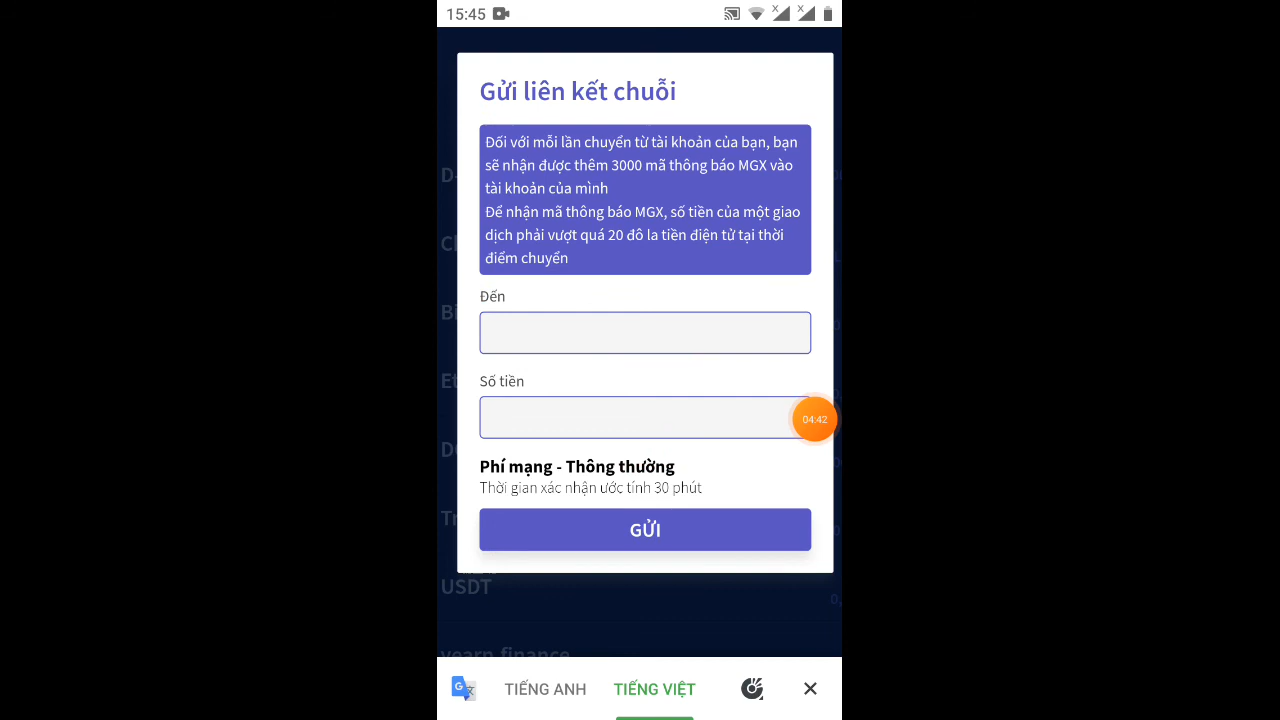 15:45
Gửi liên kết chuỗi
Đối với mỗi lần chuyển từ tài khoản của bạn, bạn
sẽ nhận được thêm 3000 mã thông báo MGX vào
tài khoản của mình
Để nhận mã thông báo MGX, số tiền của một giao
dịch phải vượt quá 20 đô la tiền điện tử tại thời
điểm chuyển
Đến
Số tiền
04:42
Phí mạng - Thông thường
Thời gian xác nhận ước tính 30 phút
GỬI
USDT
0,
yearn finance
TIẾNG ANH
TIẾNG VIỆT